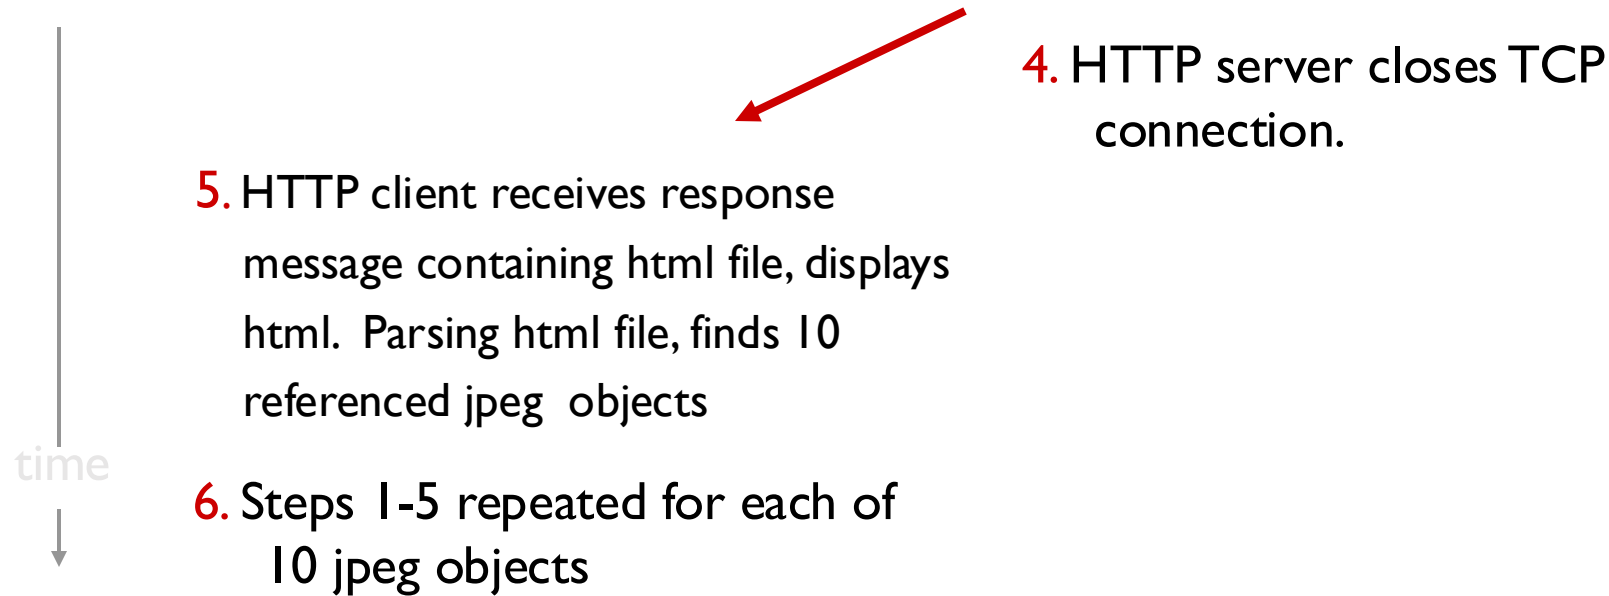 4. HTTP server closes TCP
connection.
5. HTTP client receives response
message containing html file, displays
html.  Parsing html file, finds 10
referenced jpeg  objects
time
6. Steps 1-5 repeated for each of
10 jpeg objects